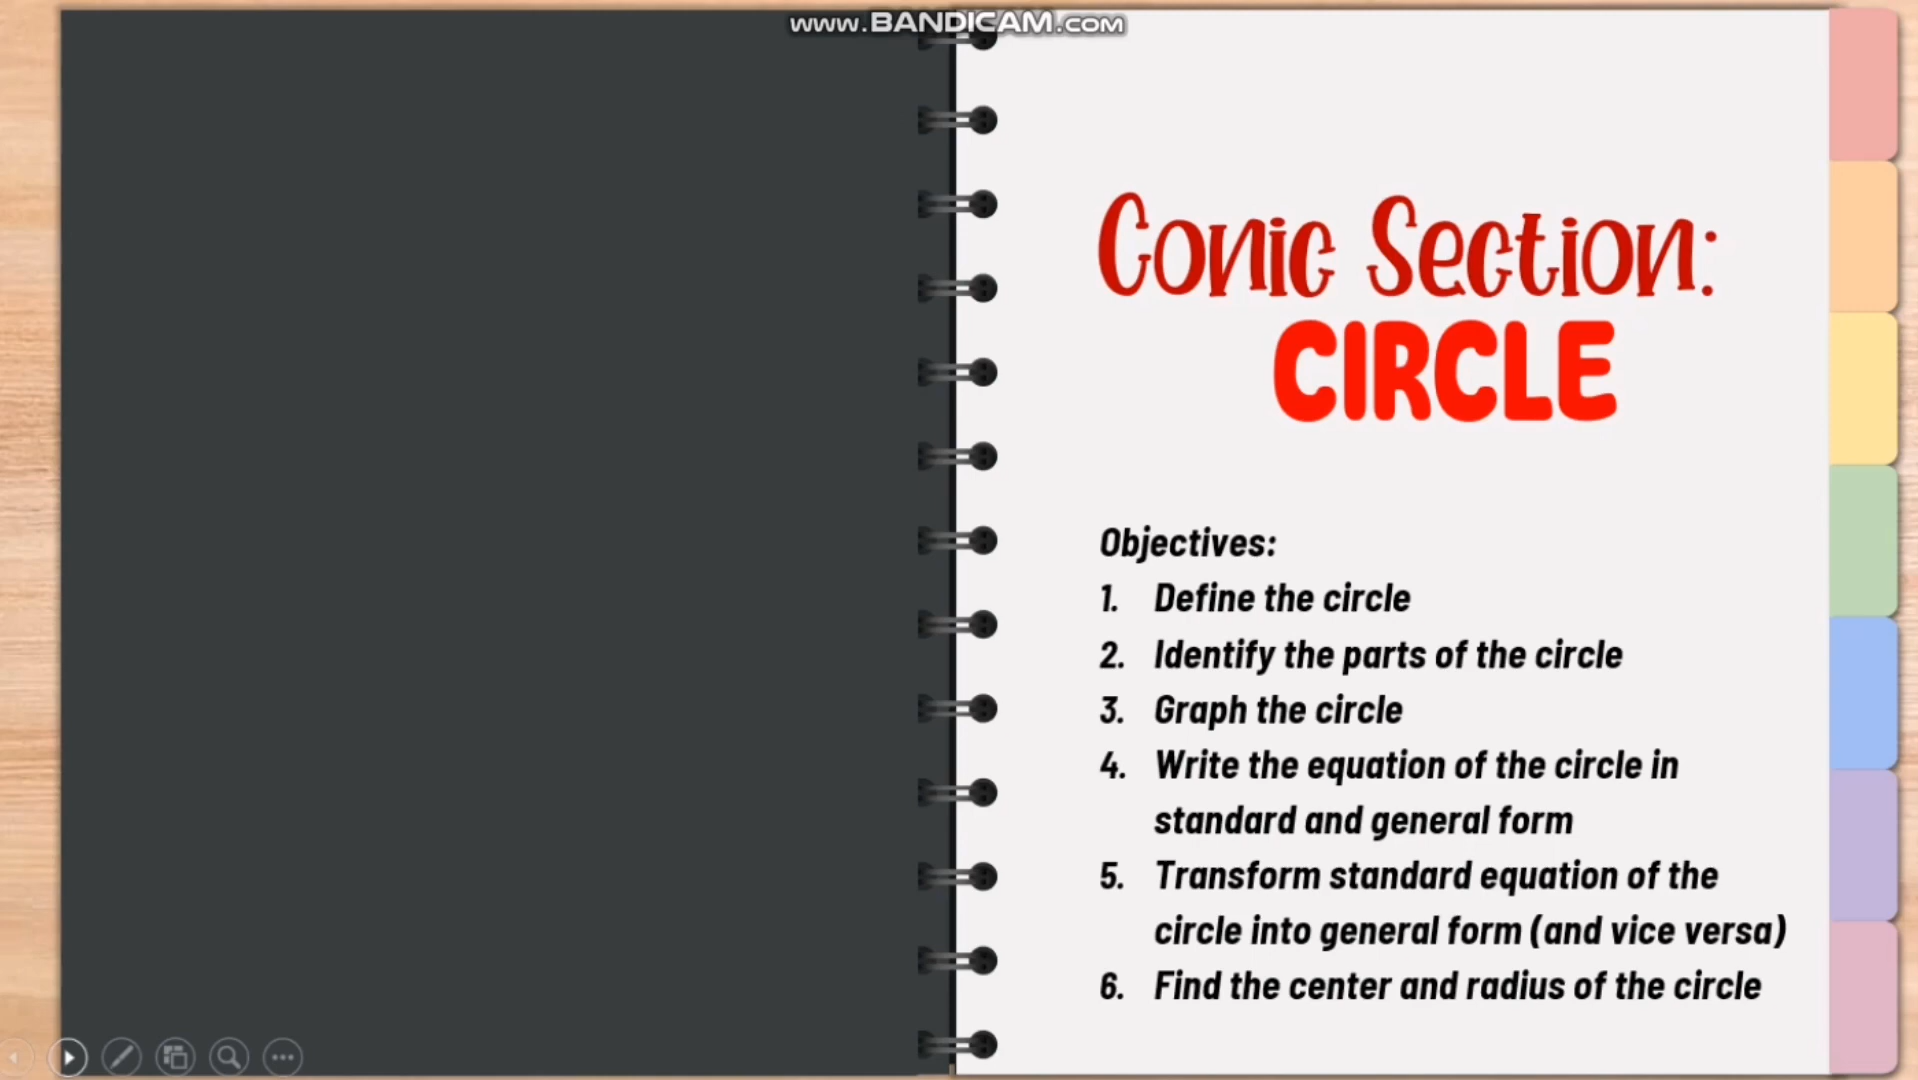 www.BANDICAM.com
Conic Section:
CIRCLE
Objectives:
1. Define the circle
2. Identify the parts of the circle
3. Graph the circle
4. Write the equation of the circle in
standard and general form
5. Transform standard equation of the
circle into general form (and vice versa)
6. Find the center and radius of the circle